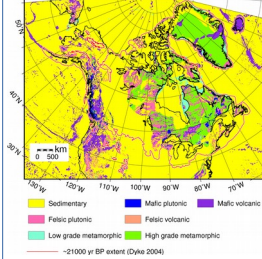 50˚N
40˚N
30˚N
km
0 500
130˚W 120˚W 110˚W 100˚W 90˚W 80˚W 70˚W
Sedimentary Mafic plutonic Mafic volcanic
Felsic plutonic Felsic volcanic
Low grade metamorphic High grade metamorphic
~21000 yr BP extent (Dyke 2004)